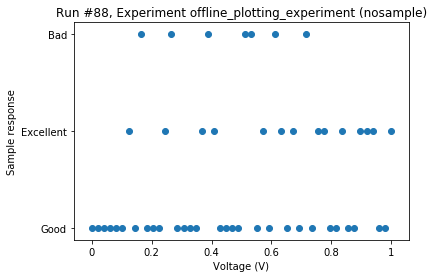 Run #88, Experiment offline_plotting_experiment (nosample)
Bad
Excellent
Good
Sample response
0
0.2
0.4
0.6
0.8
1
Voltage (V)